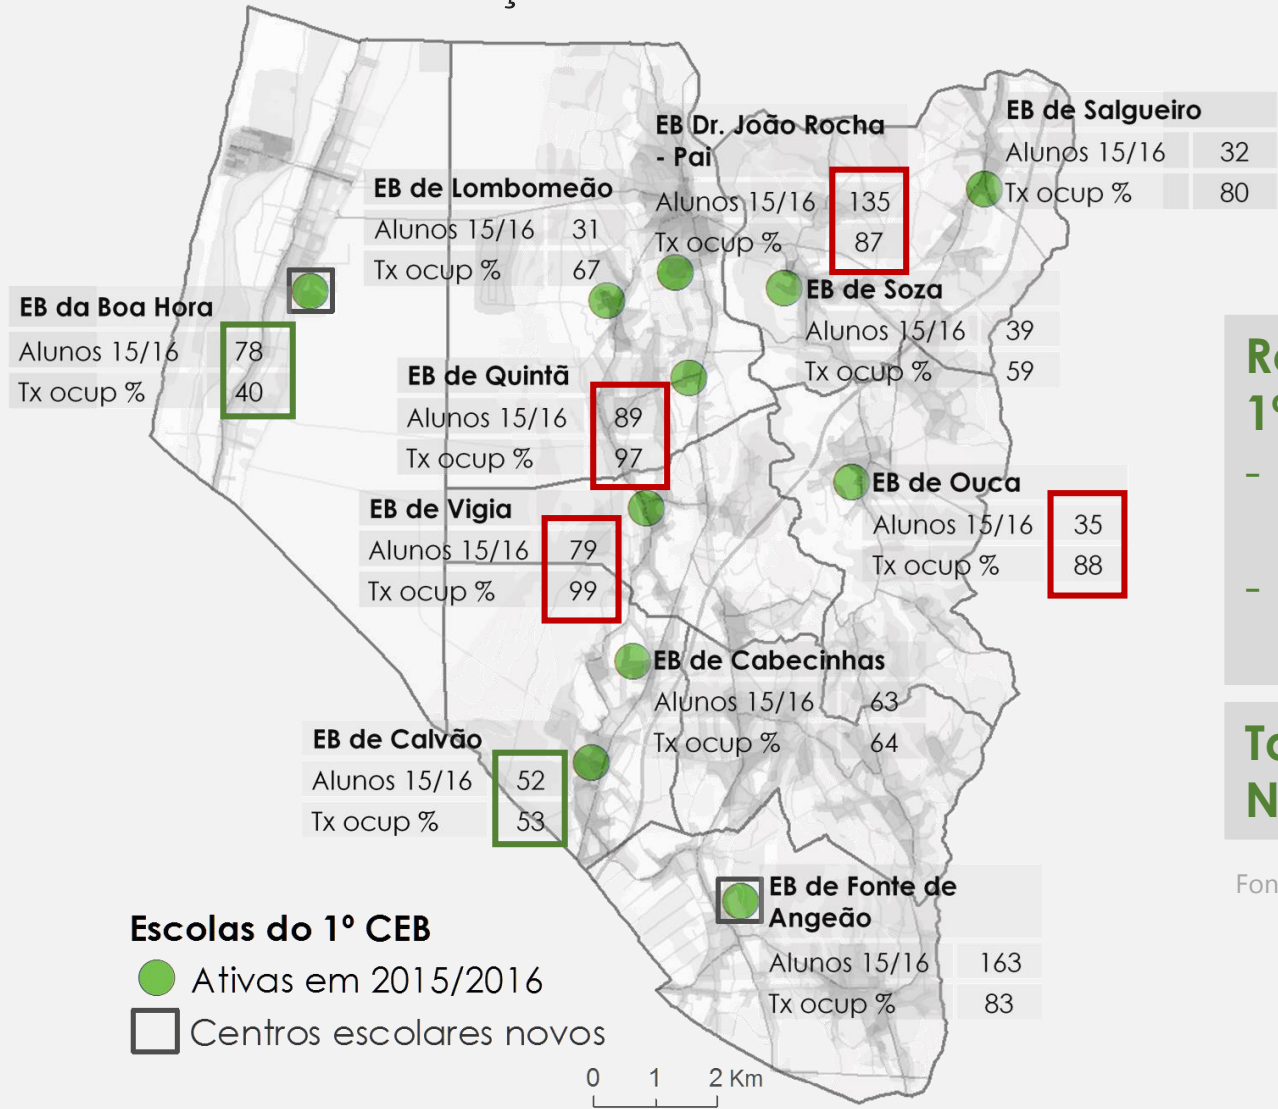 EB Dr. João Rocha
- Pai
Alunos 15/16 135
Tx ocup % 87
EB de Salgueiro
Alunos 15/16 32
Tx ocup % 80
EB de Lombomeão
Alunos 15/16 31
Tx ocup % 67
EB da Boa Hora
Alunos 15/16 78
Tx ocup % 40
EB de Soza
Alunos 15/16 39
Tx ocup % 59
EB de Quintã
Alunos 15/16 89
Tx ocup % 97
EB de Vigia
Alunos 15/16 79
Tx ocup % 99
EB de Ouca
Alunos 15/16 35
Tx ocup % 88
EB de Cabecinhas
Alunos 15/16 63
Tx ocup % 64
EB de Calvão
Alunos 15/16 52
Tx ocup % 53
EB de Fonte de
Angeão
Alunos 15/16 163
Tx ocup % 83
Escolas do 1º CEB
Ativas em 2015/2016
Centros escolares novos
0 1 2 Km
1º
-
-